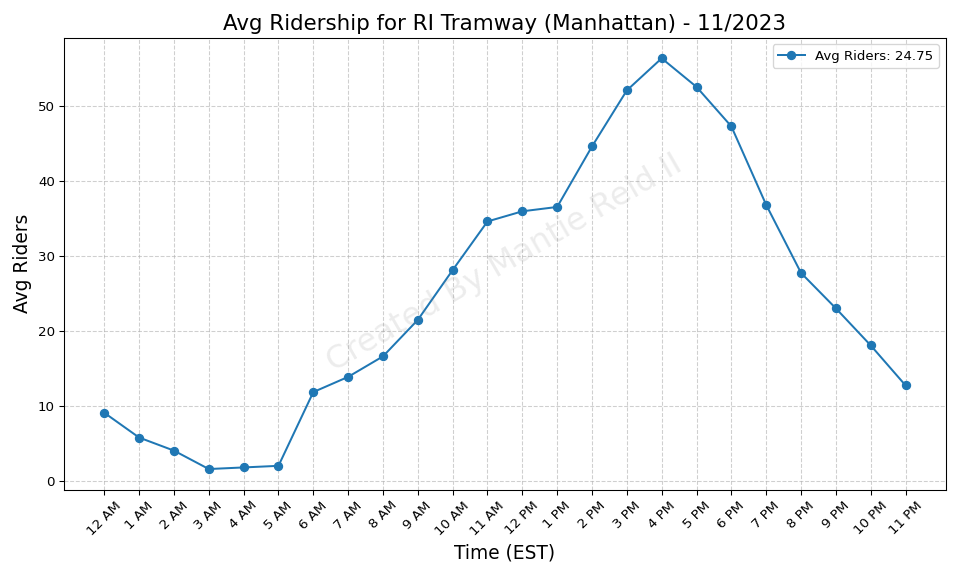 Avg Ridership for RI Tramway (Manhattan) - 11/2023
Avg Riders: 24.75
Avg Riders
50
40
30
20
10
0
Created By Mantle Reid II
12 AM
1 AM
2 AM
3 AM
4 AM
5 AM
6 AM
7 AM
8 AM
9 AM
10 AM
11 AM
12 PM
1 PM
2 PM
3 PM
4 PM
5 PM
6 PM
7 PM
8 PM
9 PM
10 PM
11 PM
Time (EST)